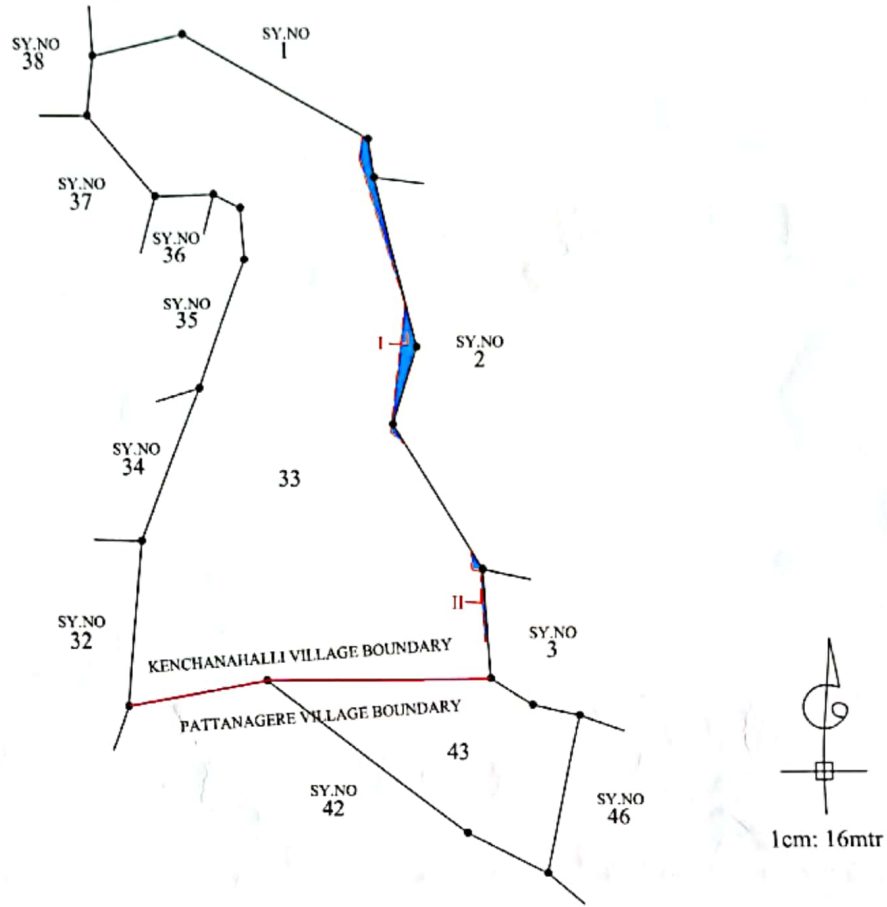 SY.NO
1
SY.NO
38
SY.NO
37
SY.NO
36
SY.NO
35
I
SY.NO
2
SY.NO
34
33
II
SY.NO
32
SY.NO
3
KENCHANAHALLI VILLAGE BOUNDARY
PATTANAGERE VILLAGE BOUNDARY
43
SY.NO
42
SY.NO
46
1cm: 16mtr